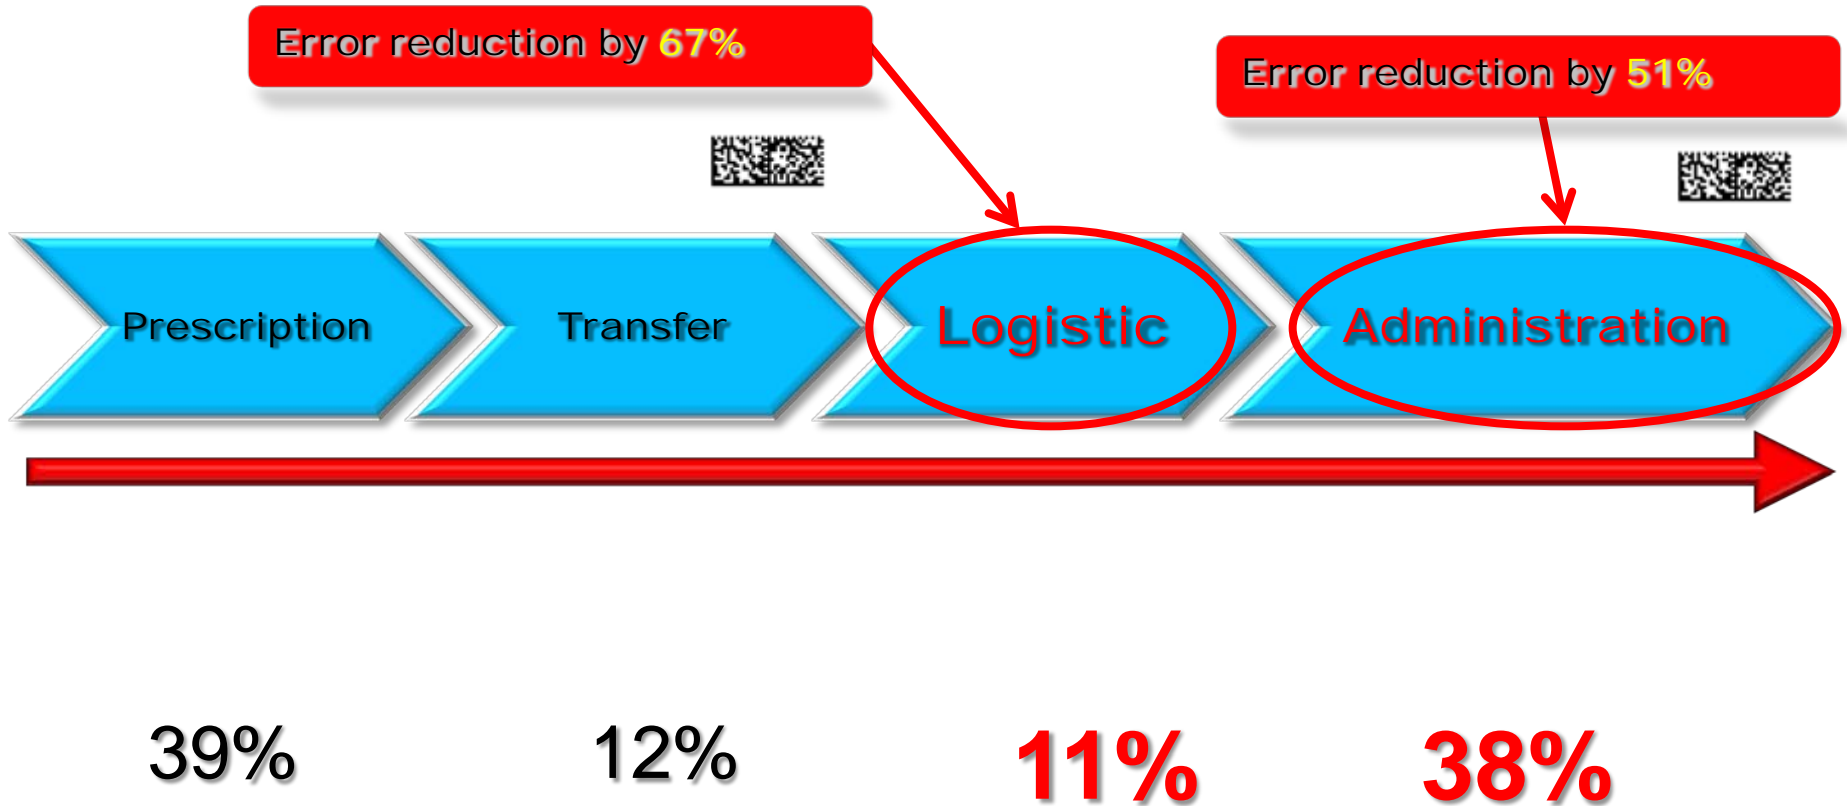 Error reduction by 67%
Error reduction by 51%
Prescription
Transfer
Logistic
Administration
39%
12%
11%
38%